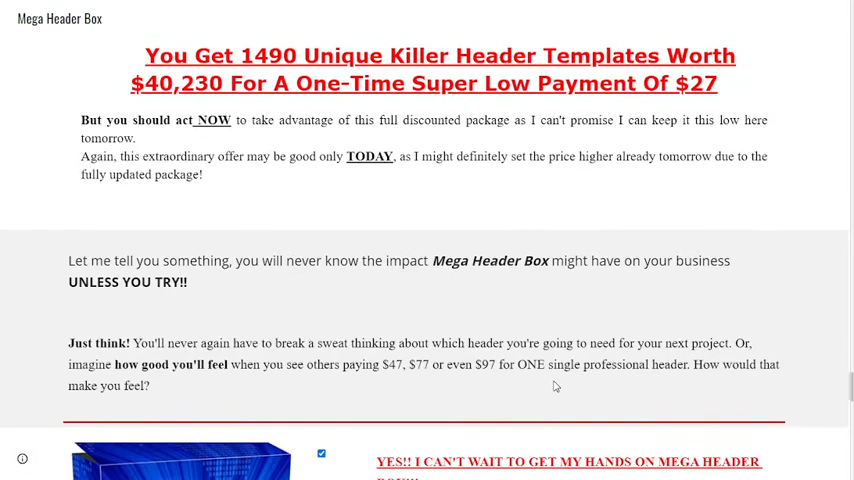 Mega Header Box
You Get 1490 Unique Killer Header Templates Worth
$40,230 For A One-Time Super Low Payment Of $27
But you should act NOW to take advantage of this full discounted package as I can't promise I can keep it this low here
tomorrow.
Again, this extraordinary offer may be good only TODAY, as I might definitely set the price higher already tomorrow due to the
fully updated package!
Let me tell you something, you will never know the impact Mega Header Box might have on your business
UNLESS YOU TRY!!
Just think! You'll never again have to break a sweat thinking about which header you're going to need for your next project. Or,
imagine how good you'll feel when you see others paying $47, $77 or even $97 for ONE single professional header. How would that
make you feel?
YES!! I CAN'T WAIT TO GET MY HANDS ON MEGA HEADER